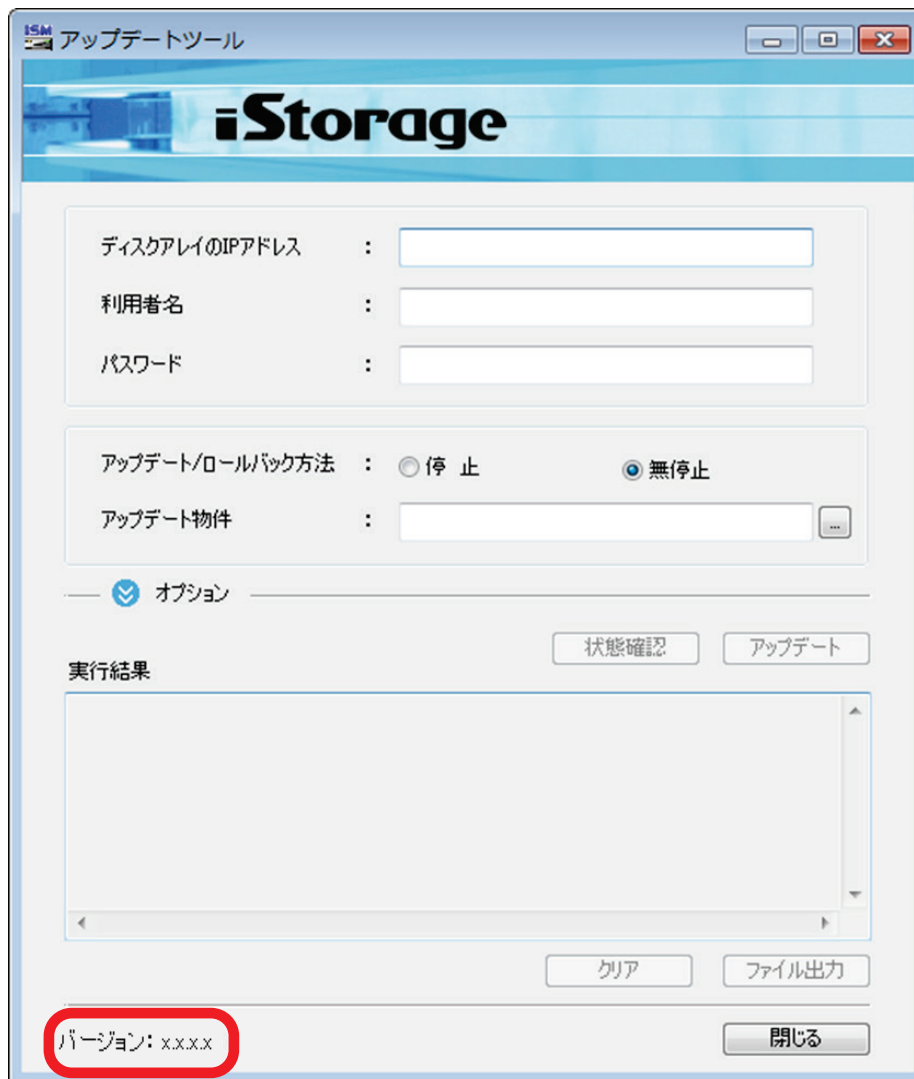 ISM アップデートツール
iStorage
ディスクアレイのIPアドレス :
利用者名 :
パスワード :
アップデート/ロールバック方法 : 停 止 無停止
アップデート物件 : ...
オプション
状態確認 アップデート
実行結果
クリア ファイル出力
バージョン: x.x.x.x 閉じる